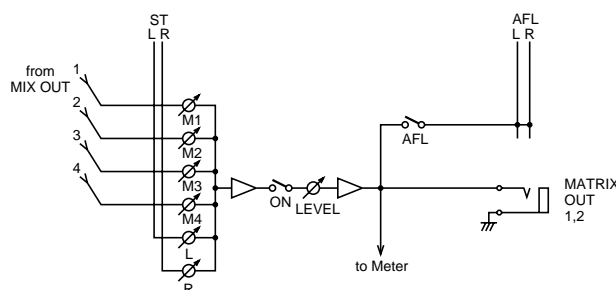 ST
L R
AFL
L R
from
MIX OUT
1
2
3
4
M1
M2
M3
M4
L
R
ON
LEVEL
AFL
to Meter
MATRIX
OUT
1,2